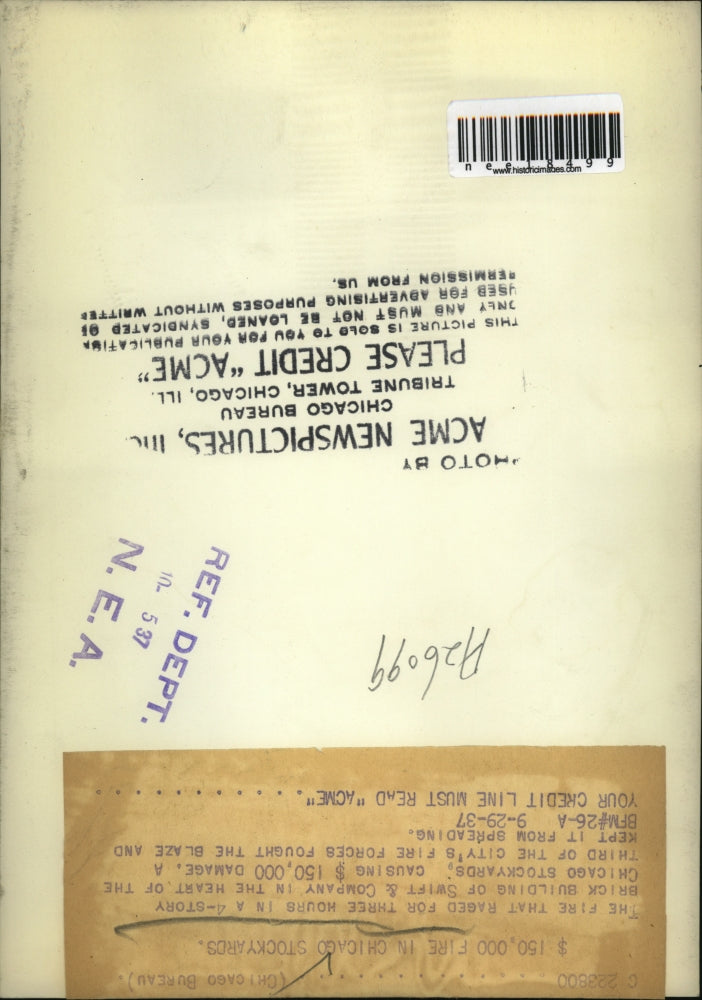 nee18499
www.historicimages.com
PHOTO BY
ACME NEWSPICTURES, INC.
CHICAGO BUREAU
TRIBUNE TOWER, CHICAGO, ILL.
PLEASE CREDIT "ACME"
THIS PICTURE IS SOLD TO YOU FOR YOUR PUBLICATI
ONLY AND MUST NOT BE LOANED, SYNDICATED OR
USED FOR ADVERTISING PURPOSES WITHOUT WRITTE
PERMISSION FROM US.
REF. DEPT.
10- 5 37
N. E. A.
A26099
C 223800 . . . . . . . . . . . . (CHICAGO BUREAU).
$ 150,000 FIRE IN CHICAGO STOCKYARDS.
THE FIRE THAT RAGED FOR THREE HOURS IN A 4-STORY
BRICK BUILDING OF SWIFT & COMPANY IN THE HEART OF THE
CHICAGO STOCKYARDS, CAUSING $ 150,000 DAMAGE. A
THIRD OF THE CITY'S FIRE FORCES FOUGHT THE BLAZE AND
KEPT IT FROM SPREADING.
BFM#26-A 9-29-37
YOUR CREDIT LINE MUST READ "ACME". . . . . . . . . . . .